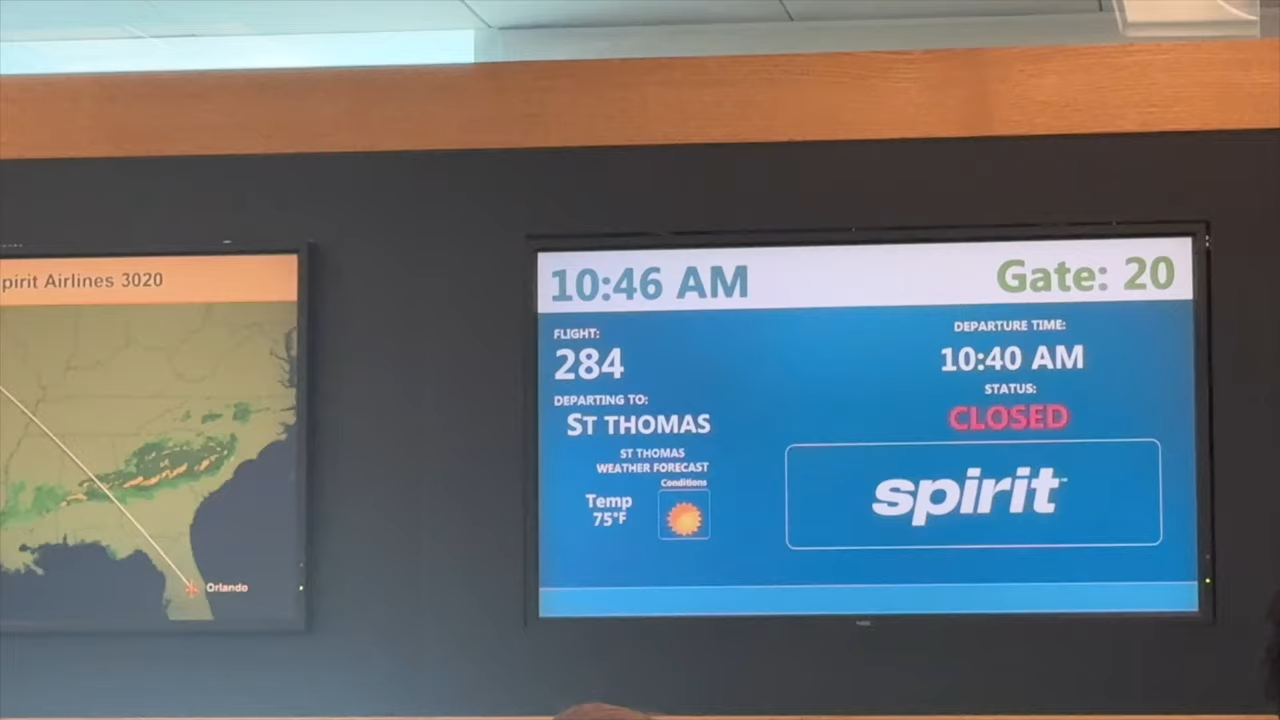 pirit Airlines 3020
Orlando
10:46 AM
Gate: 20
FLIGHT:
284
DEPARTING TO:
ST THOMAS
ST THOMAS
WEATHER FORECAST
Conditions
Temp
75°F
DEPARTURE TIME:
10:40 AM
STATUS:
CLOSED
spirit